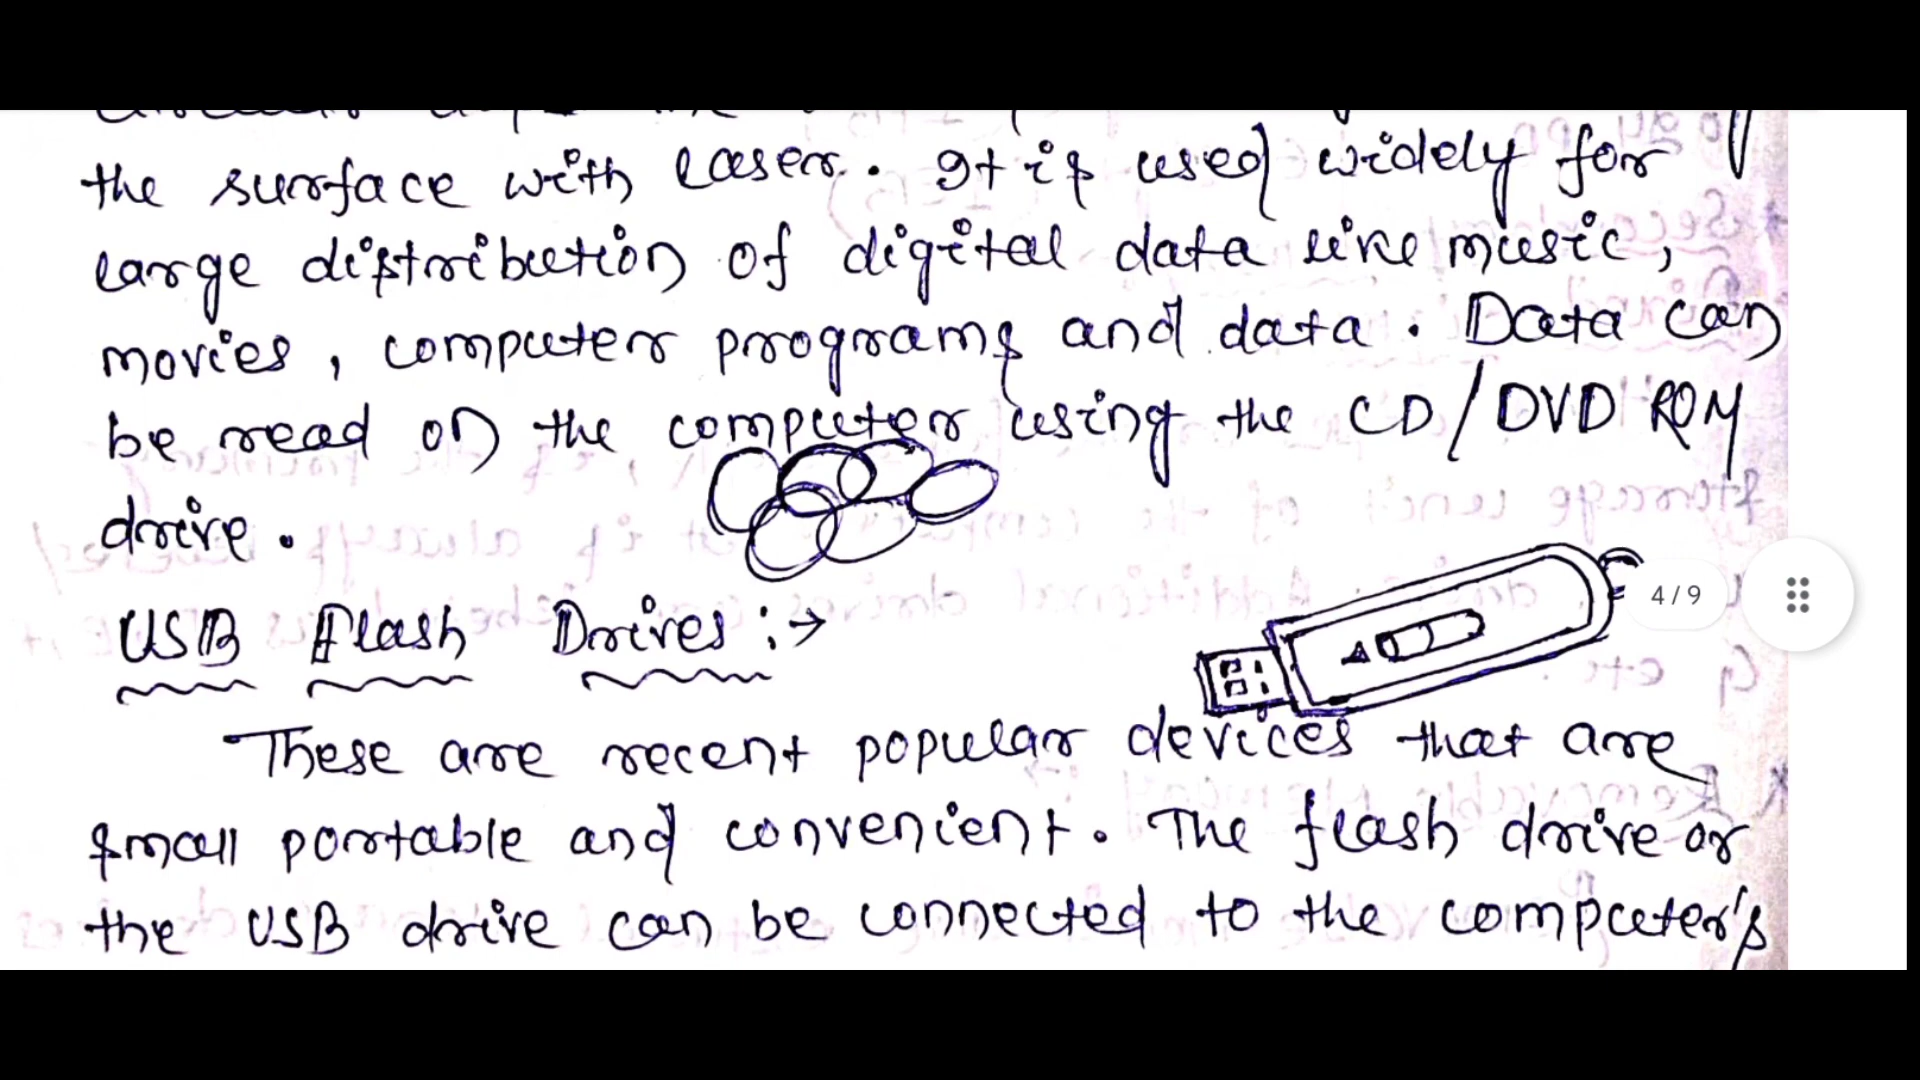 the surface with laser. It is used widely for
large distribution of digital data like music,
movies, computer programs and data. Data can
be read on the computer using the CD/DVD ROM
drive.
USB Flash Drives :→
4/9
These are recent popular devices that are
small portable and convenient. The flash drive or
the USB drive can be connected to the computer's